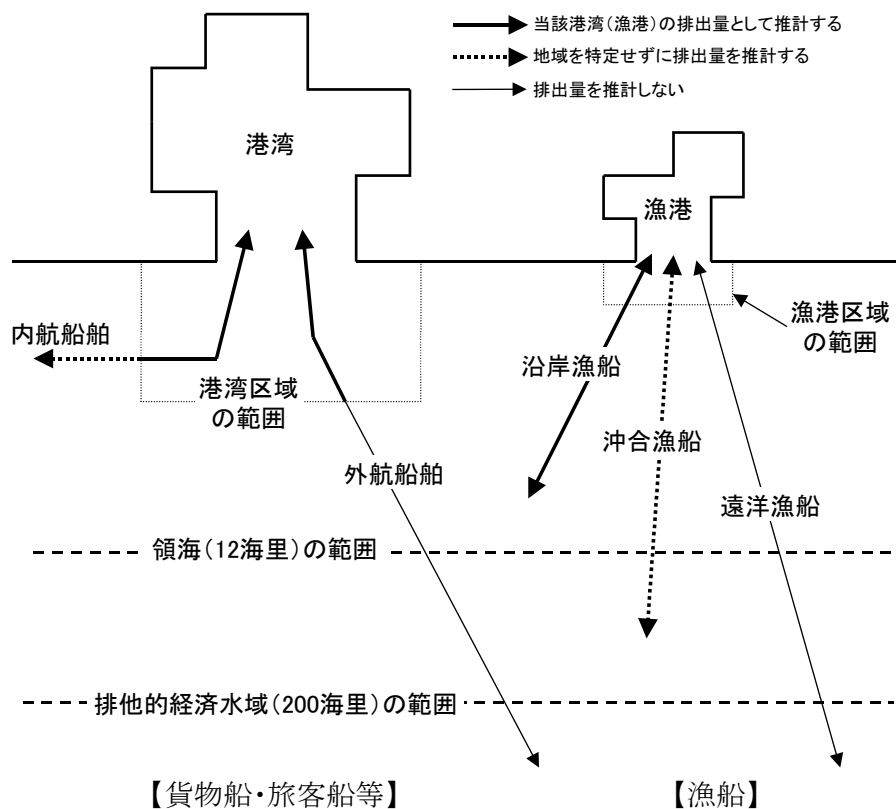 当該港湾(漁港)の排出量として推計する
地域を特定せずに排出量を推計する
排出量を推計しない
港湾
漁港
内航船舶
港湾区域
の範囲
漁港区域
の範囲
沿岸漁船
沖合漁船
外航船舶
遠洋漁船
領海(12海里)の範囲
排他的経済水域(200海里)の範囲
【貨物船・旅客船等】
【漁船】